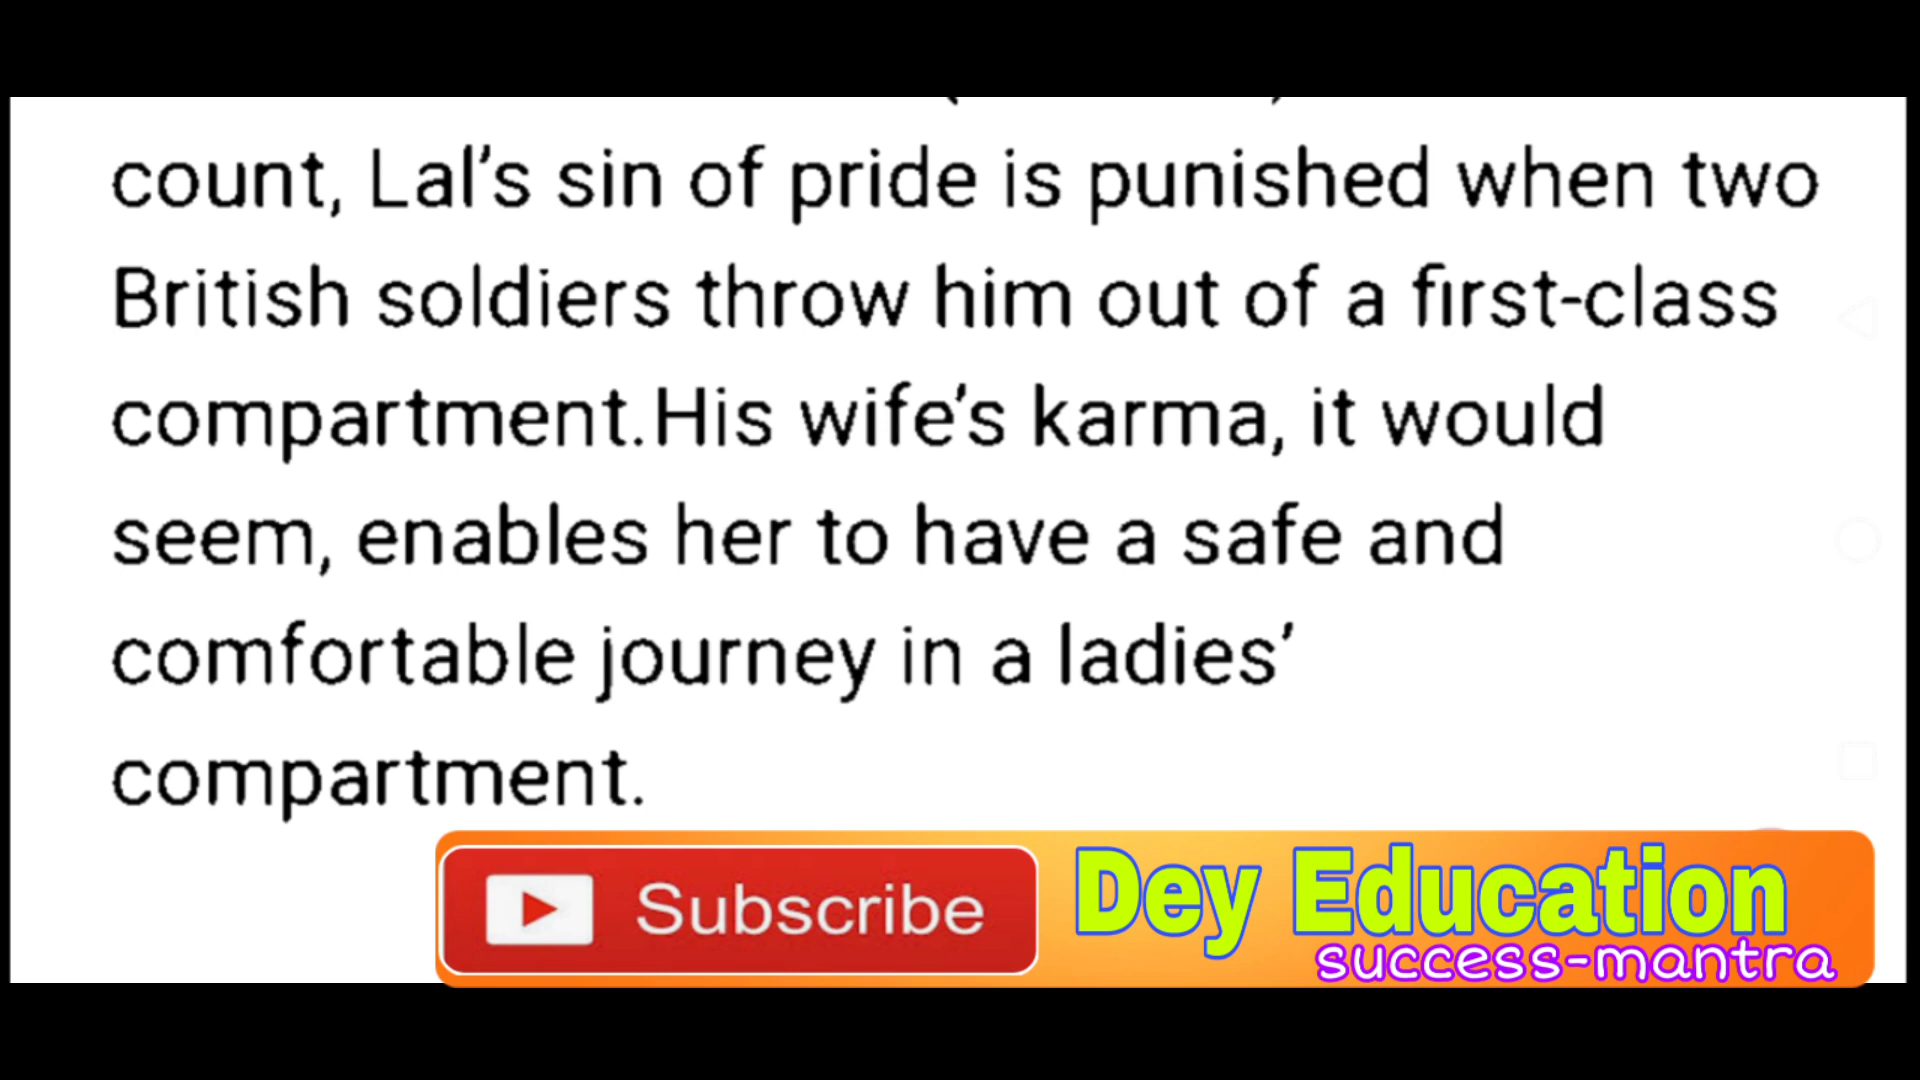 count, Lal’s sin of pride is punished when two
British soldiers throw him out of a first-class
compartment.His wife’s karma, it would
seem, enables her to have a safe and
comfortable journey in a ladies’
compartment.
Subscribe
Dey Education
success-mantra